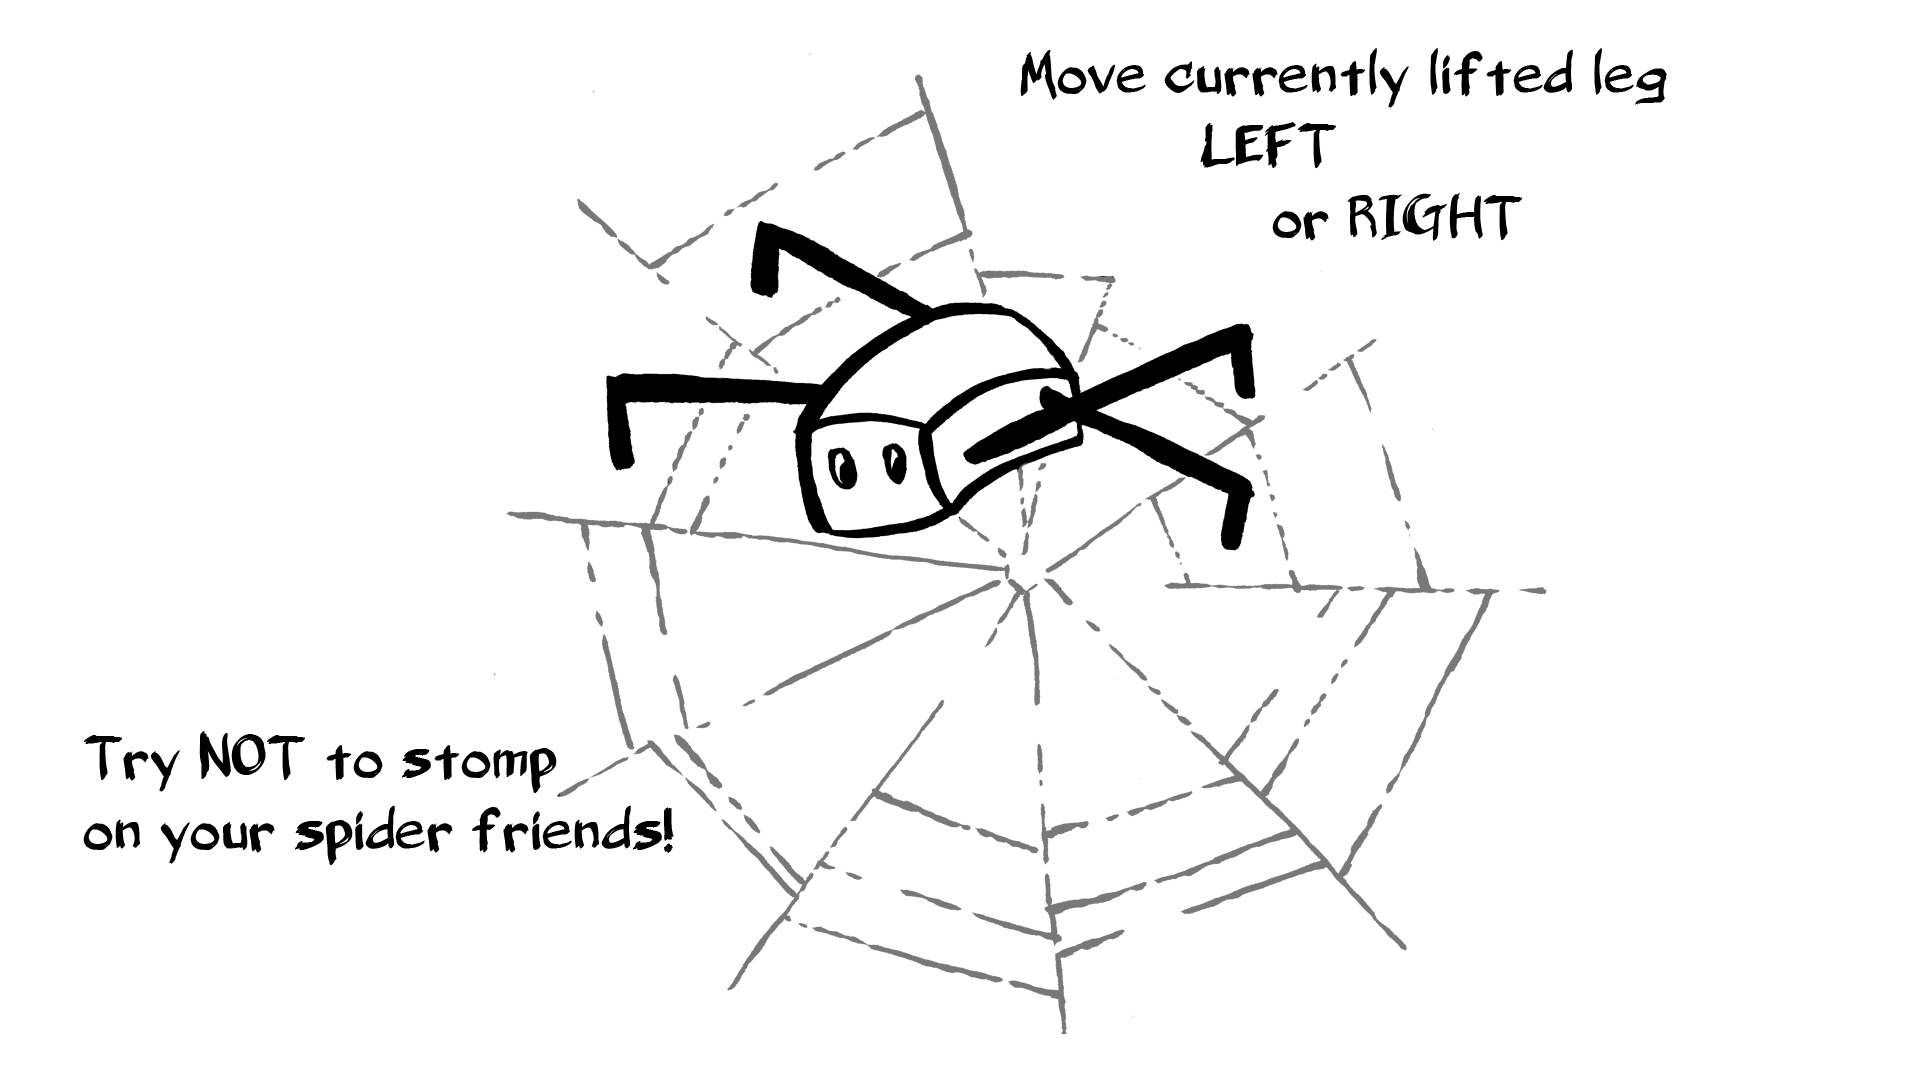 Move currently lifted leg
LEFT
or RIGHT
Try NOT to stomp
on your spider friends!